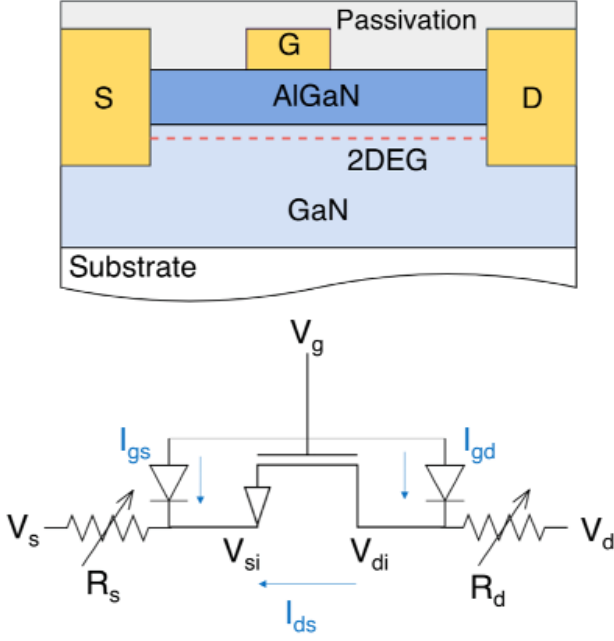 Passivation
G
S
AlGaN
D
2DEG
GaN
Substrate
Vg
Igs
Igd
Vs
Vsi
Vdi
Vd
Rs
Rd
Ids